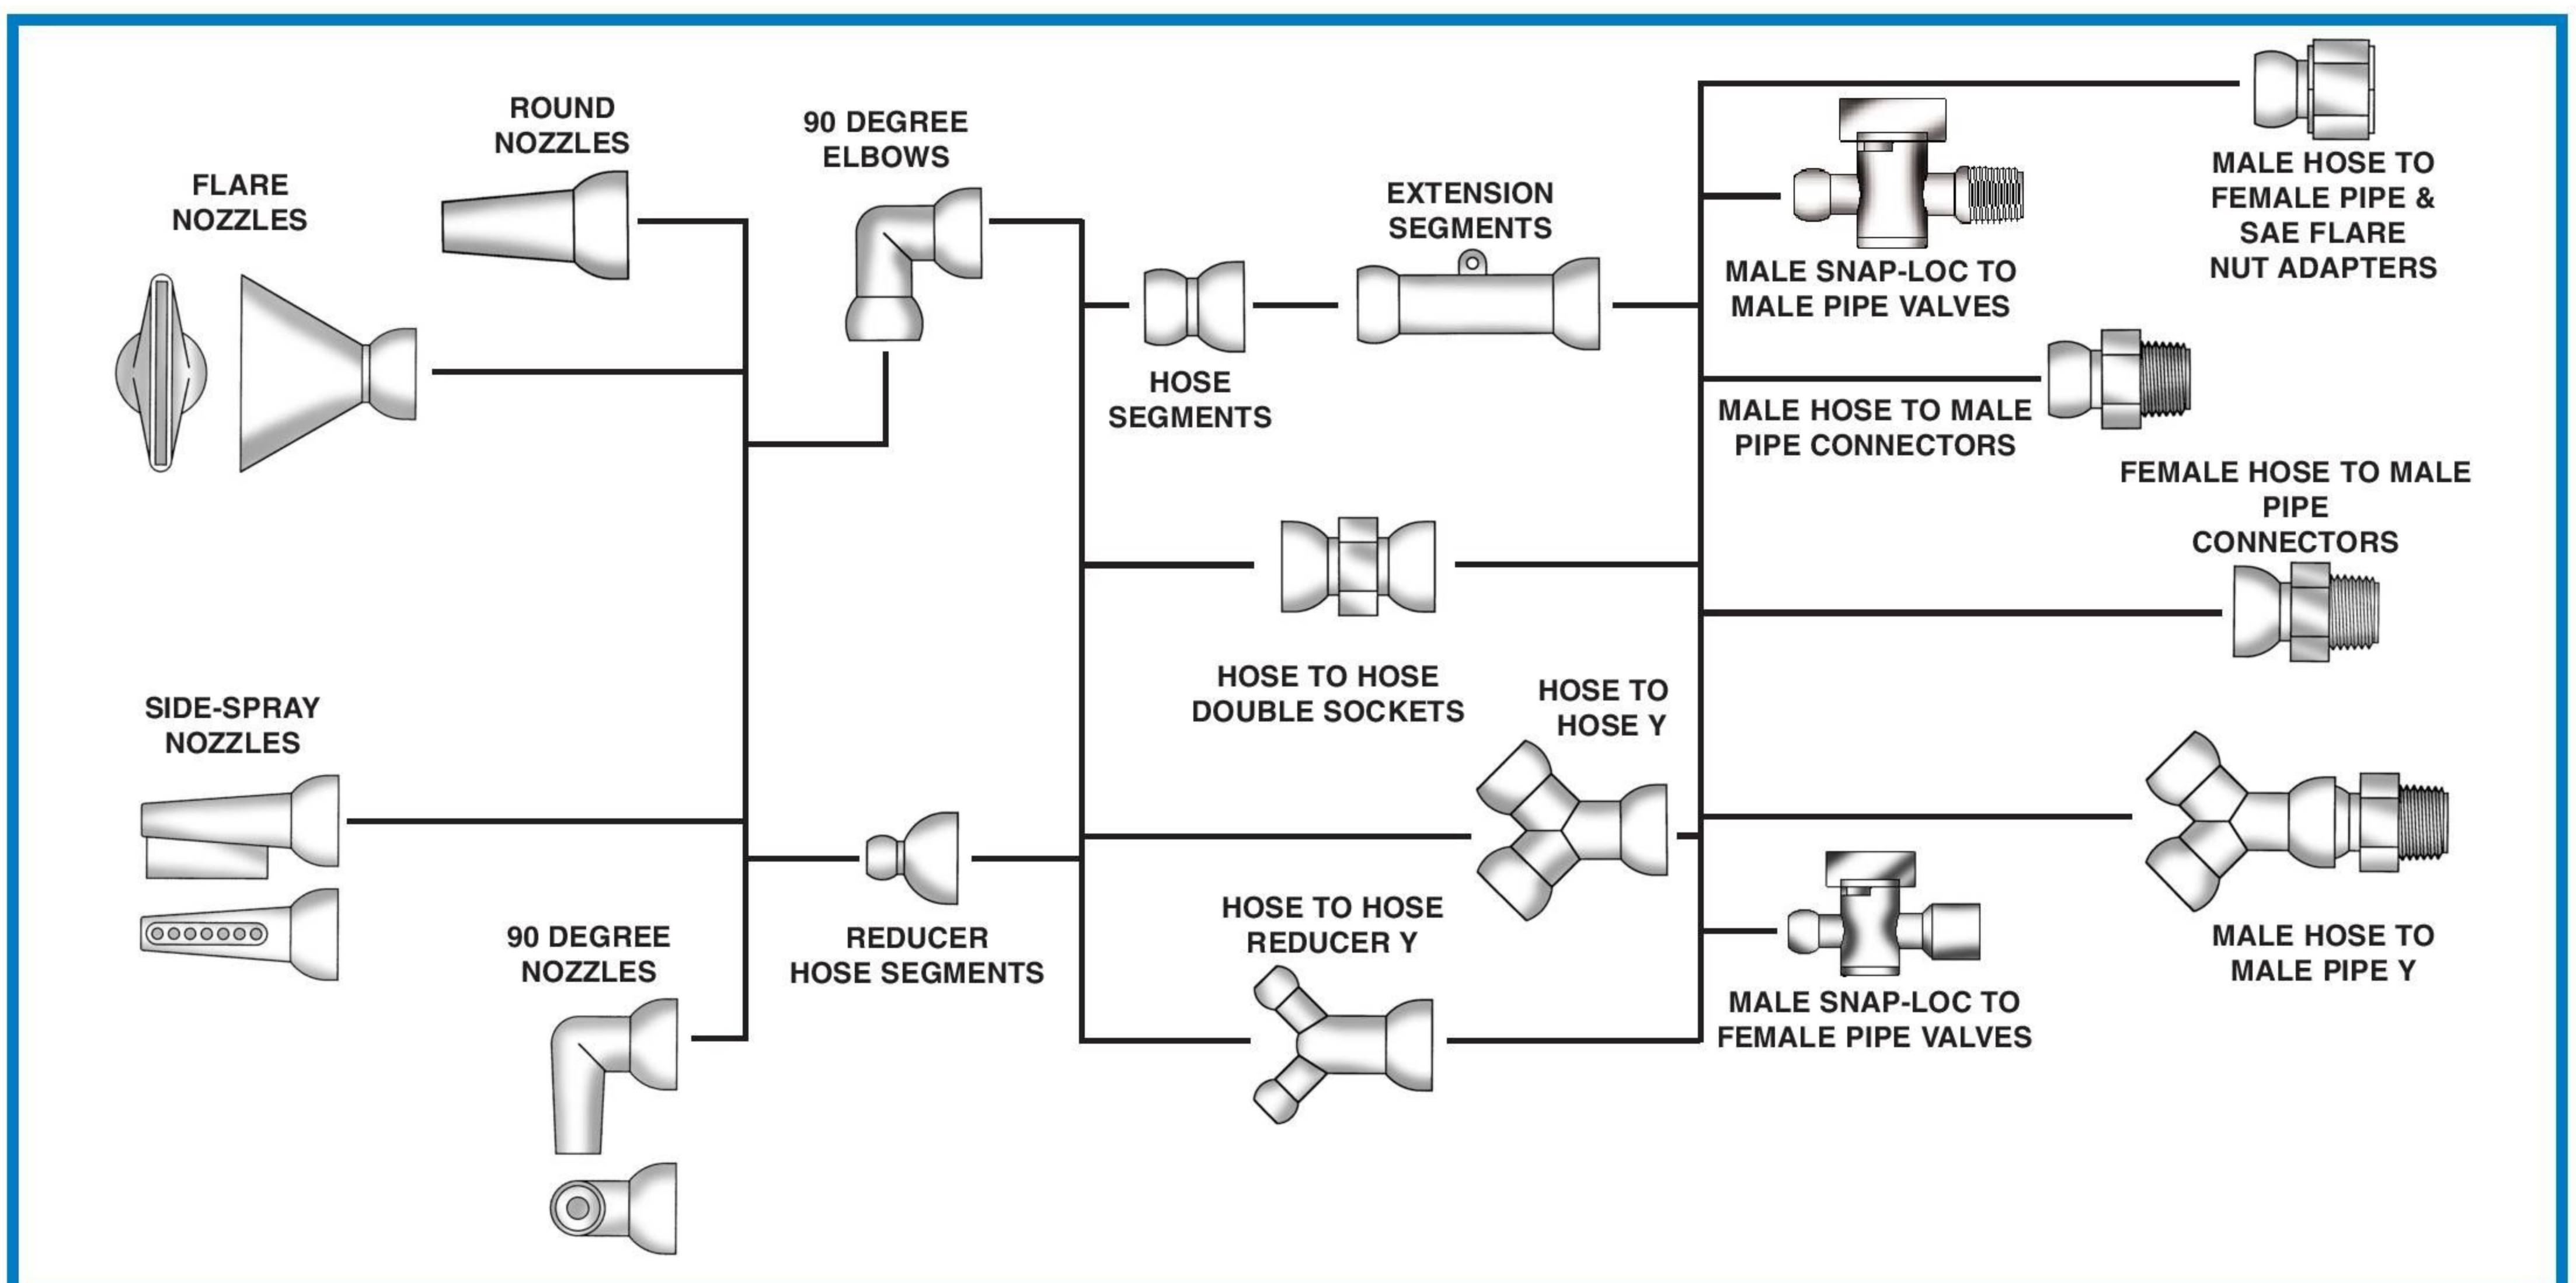 ROUND
NOZZLES
90 DEGREE
ELBOWS
FLARE
NOZZLES
EXTENSION
SEGMENTS
MALE HOSE TO
FEMALE PIPE &
SAE FLARE
NUT ADAPTERS
MALE SNAP-LOC TO
MALE PIPE VALVES
HOSE
SEGMENTS
MALE HOSE TO MALE
PIPE CONNECTORS
FEMALE HOSE TO MALE
PIPE
CONNECTORS
HOSE TO HOSE
DOUBLE SOCKETS
HOSE TO
HOSE Y
SIDE-SPRAY
NOZZLES
90 DEGREE
NOZZLES
REDUCER
HOSE SEGMENTS
HOSE TO HOSE
REDUCER Y
MALE HOSE TO
MALE PIPE Y
MALE SNAP-LOC TO
FEMALE PIPE VALVES